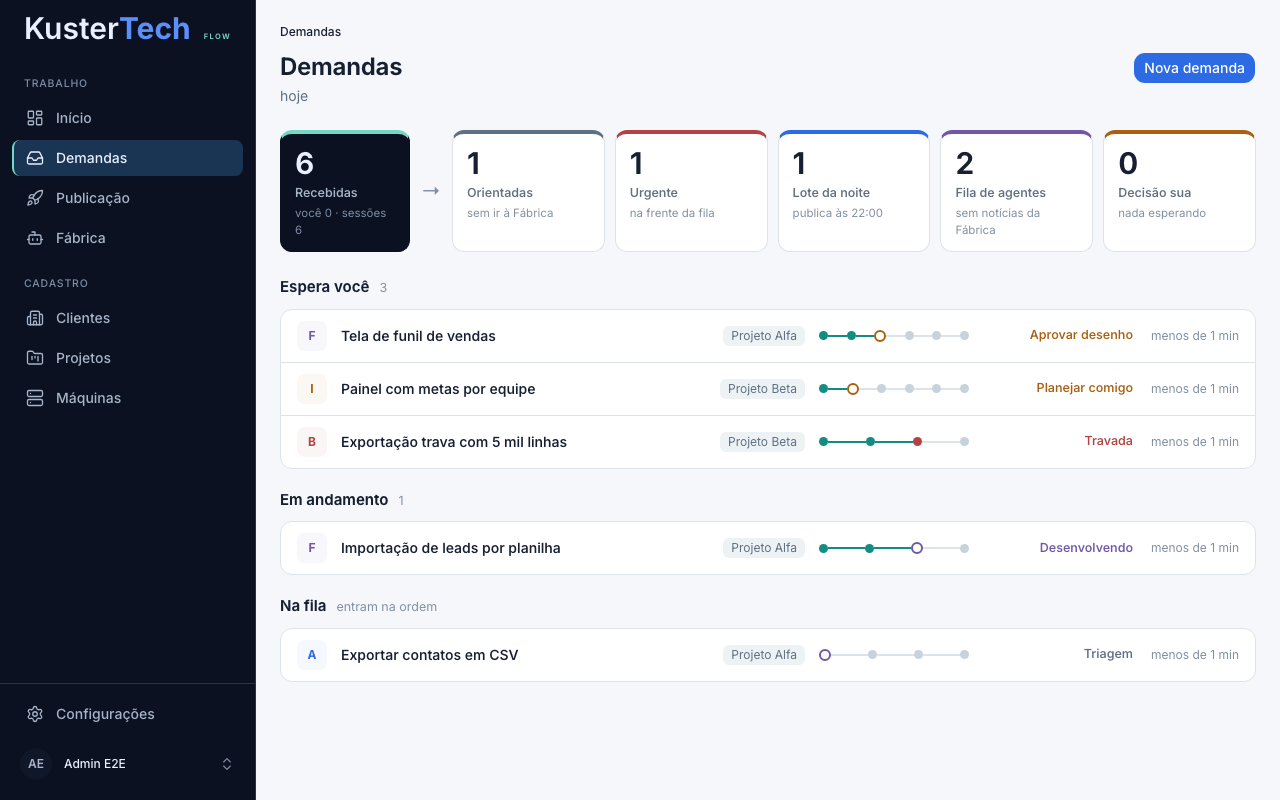 KusterTech FLOW
TRABALHO
Início
Demandas
Publicação
Fábrica
CADASTRO
Clientes
Projetos
Máquinas
Configurações
AE Admin E2E
Demandas
Demandas
hoje
Nova demanda
6
Recebidas
você 0 · sessões
6
→
1
Orientadas
sem ir à Fábrica
1
Urgente
na frente da fila
1
Lote da noite
publica às 22:00
2
Fila de agentes
sem notícias da
Fábrica
0
Decisão sua
nada esperando
Espera você 3
F Tela de funil de vendas Projeto Alfa Aprovar desenho menos de 1 min
I Painel com metas por equipe Projeto Beta Planejar comigo menos de 1 min
B Exportação trava com 5 mil linhas Projeto Beta Travada menos de 1 min
Em andamento 1
F Importação de leads por planilha Projeto Alfa Desenvolvendo menos de 1 min
Na fila entram na ordem
A Exportar contatos em CSV Projeto Alfa Triagem menos de 1 min